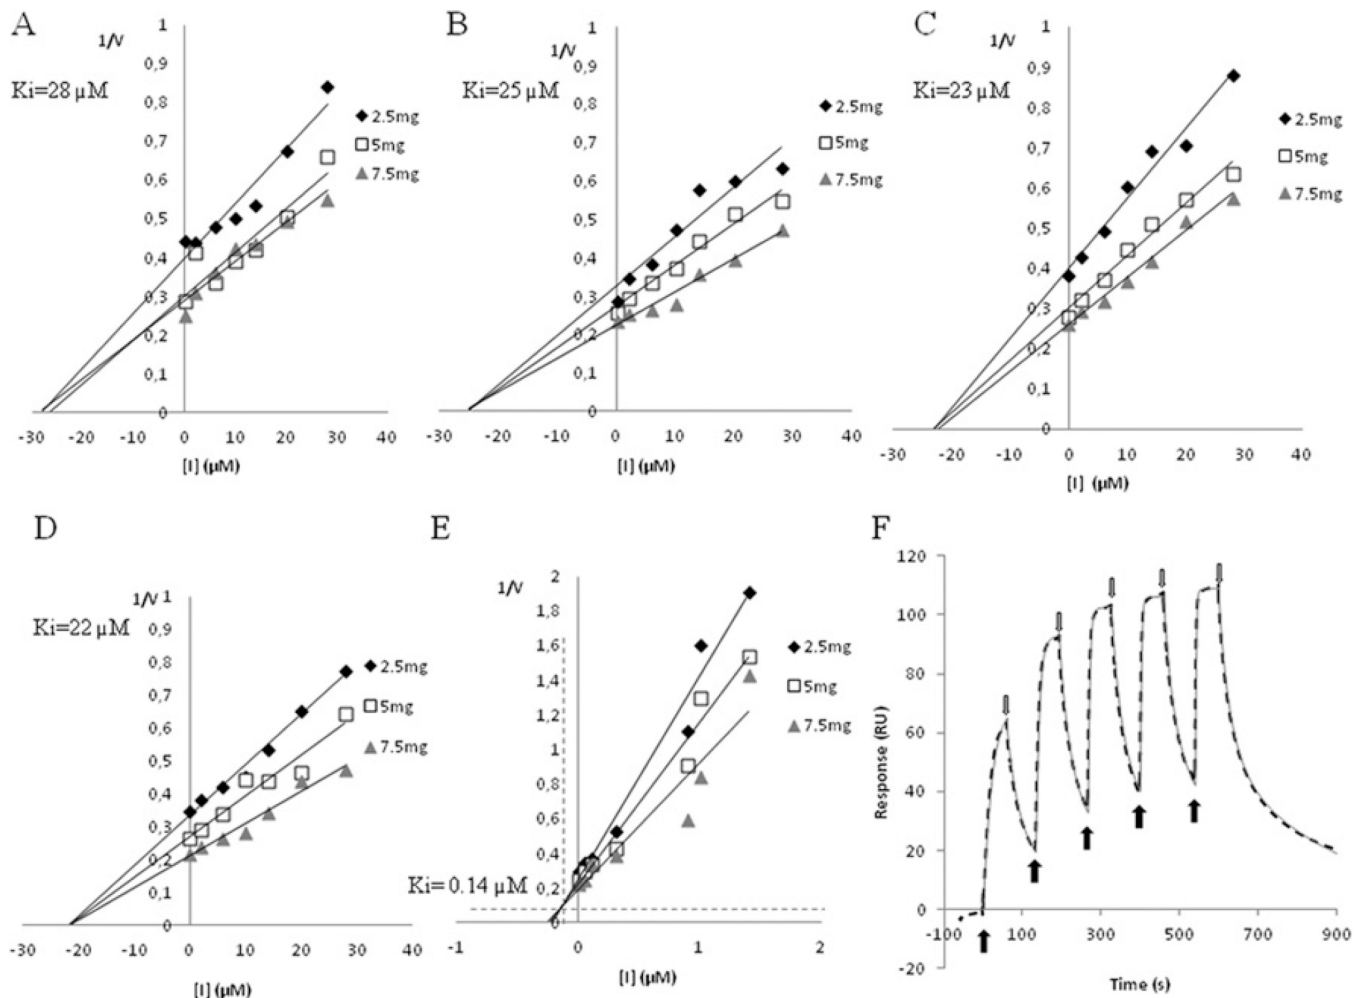 A
1/V
Ki=28 µM
1
0,9
0,8
0,7
0,6
0,5
0,4
0,3
0,2
0,1
0
-30 -20 -10 0 10 20 30 40
[I] (µM)
2.5mg
5mg
7.5mg
B
1/V
Ki=25 µM
1
0,9
0,8
0,7
0,6
0,5
0,4
0,3
0,2
0,1
0
-30 -20 -10 0 10 20 30 40
[I] (µM)
2.5mg
5mg
7.5mg
C
1/V
Ki=23 µM
1
0,9
0,8
0,7
0,6
0,5
0,4
0,3
0,2
0,1
0
-30 -20 -10 0 10 20 30 40
[I] (µM)
2.5mg
5mg
7.5mg
D
1/V
Ki=22 µM
1
0,9
0,8
0,7
0,6
0,5
0,4
0,3
0,2
0,1
0
-30 -20 -10 0 10 20 30 40
[I] (µM)
2.5mg
5mg
7.5mg
E
1/V
Ki= 0.14 µM
2
1,8
1,6
1,4
1,2
1
0,8
0,6
0,4
0,2
0
-1 0 1 2
[I] (µM)
2.5mg
5mg
7.5mg
F
Response (RU)
120
100
80
60
40
20
0
-20
-100 100 300 500 700 900
Time (s)